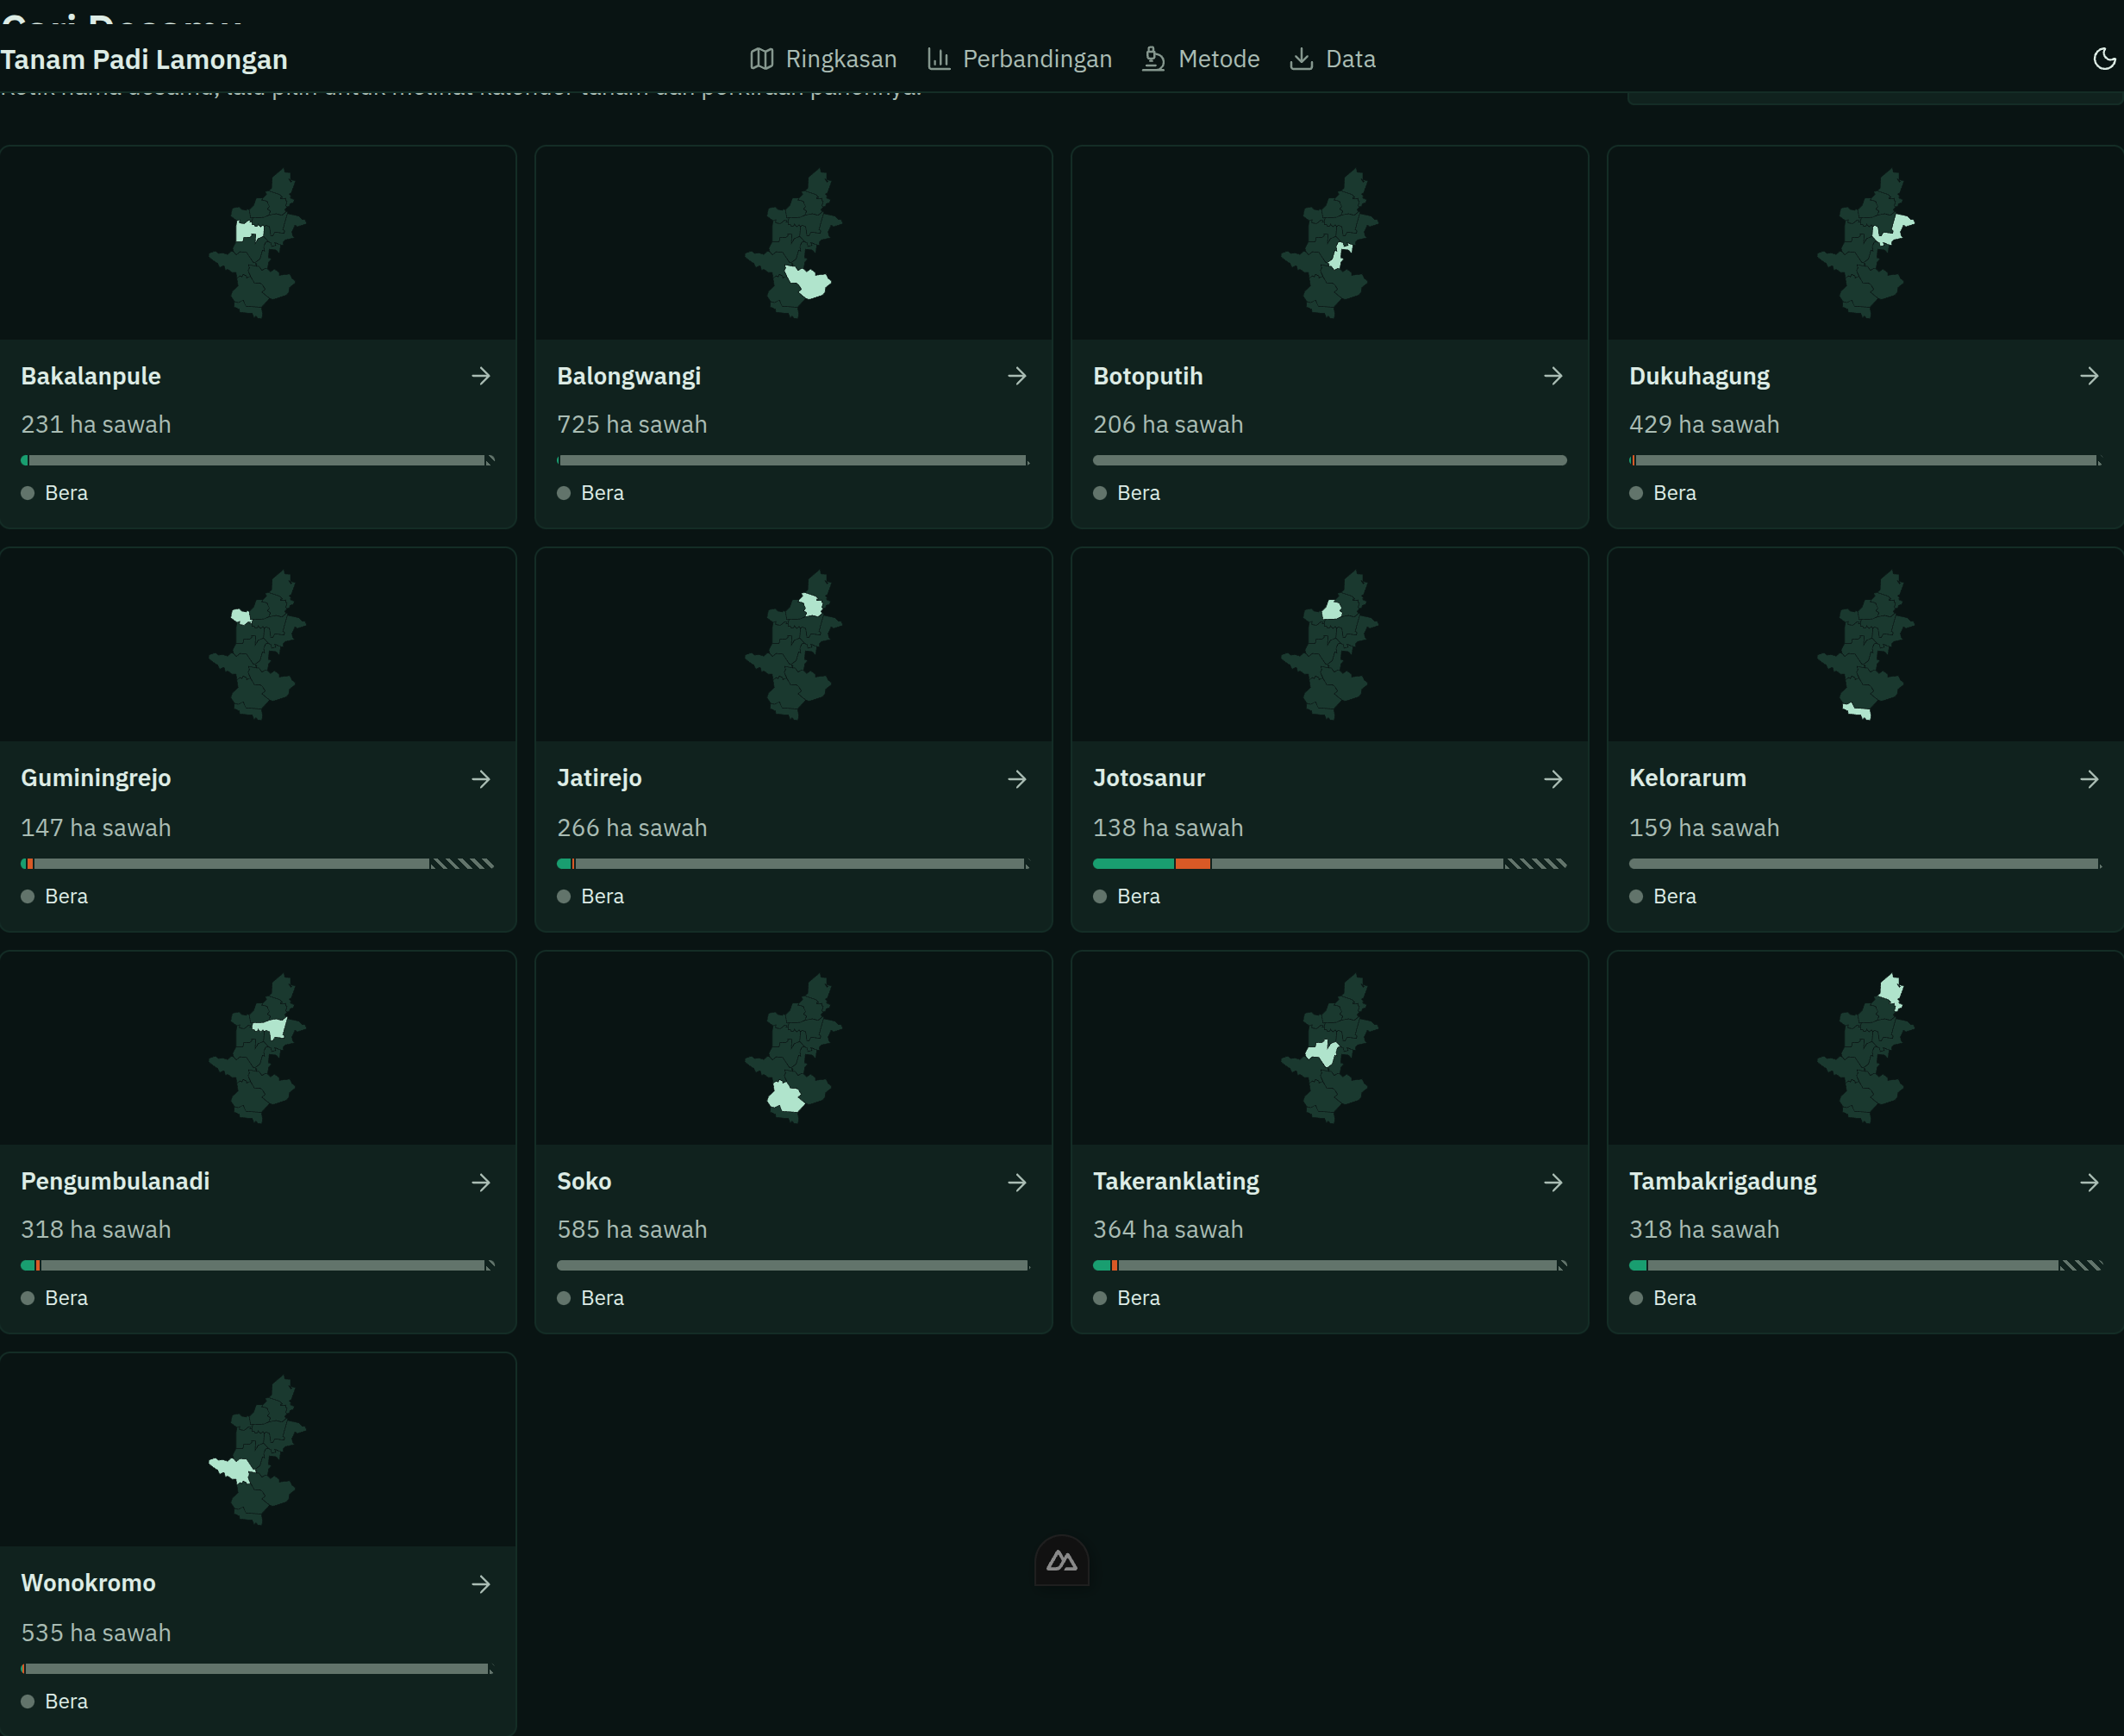 Tanam Padi Lamongan
Ringkasan
Perbandingan
Metode
Data
Bakalanpule
231 ha sawah
Bera
Balongwangi
725 ha sawah
Bera
Botoputih
206 ha sawah
Bera
Dukuhagung
429 ha sawah
Bera
Guminingrejo
147 ha sawah
Bera
Jatirejo
266 ha sawah
Bera
Jotosanur
138 ha sawah
Bera
Kelorarum
159 ha sawah
Bera
Pengumbulanadi
318 ha sawah
Bera
Soko
585 ha sawah
Bera
Takeranklating
364 ha sawah
Bera
Tambakrigadung
318 ha sawah
Bera
Wonokromo
535 ha sawah
Bera